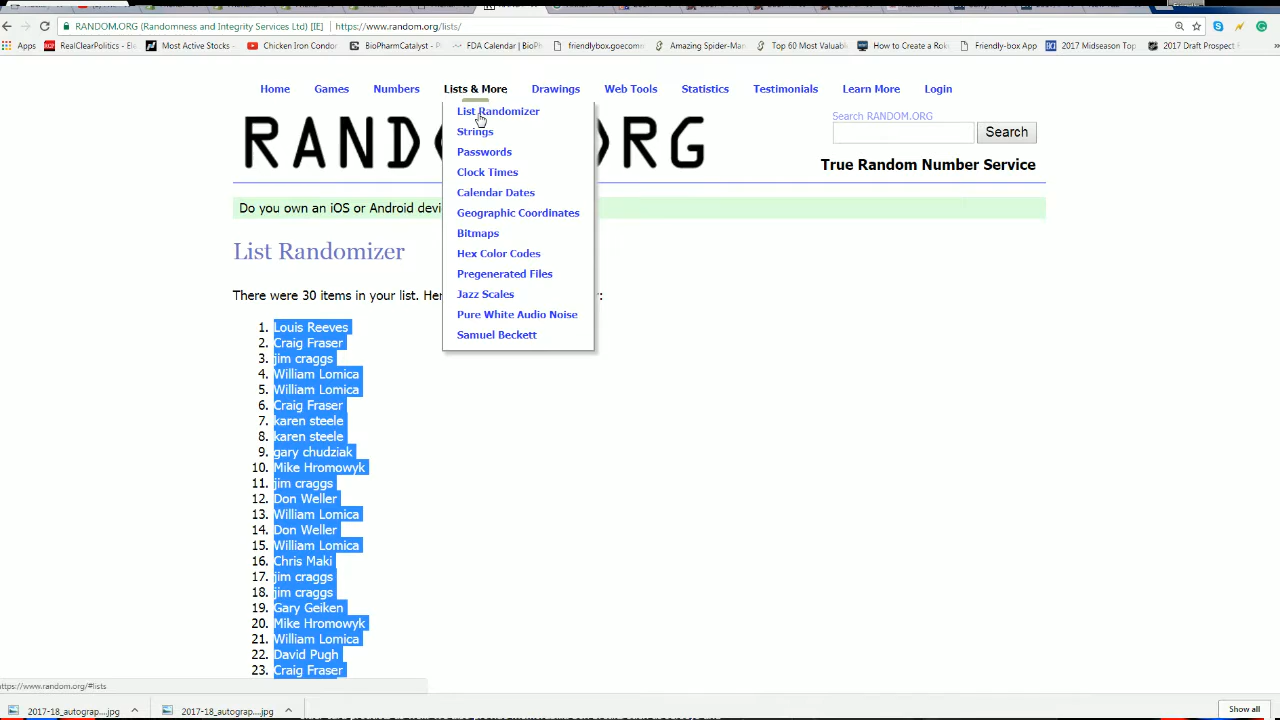 RANDOM.ORG (Randomness and Integrity Services Ltd) [IE]
https://www.random.org/lists/
Apps
RealClearPolitics - Ele
Most Active Stocks
Chicken Iron Condor
BioPharmCatalyst - P
FDA Calendar | BioPh
friendlybox.goecomm
Amazing Spider-Man
Top 60 Most Valuabl
How to Create a Rok
Friendly-box App
2017 Midseason Top
2017 Draft Prospect
Home
Games
Numbers
Lists & More
Drawings
Web Tools
Statistics
Testimonials
Learn More
Login
List Randomizer
Strings
Passwords
Clock Times
Calendar Dates
Geographic Coordinates
Bitmaps
Hex Color Codes
Pregenerated Files
Jazz Scales
Pure White Audio Noise
Samuel Beckett
Search RANDOM.ORG
Search
True Random Number Service
Do you own an iOS or Android devi
List Randomizer
There were 30 items in your list. Her
1. Louis Reeves
2. Craig Fraser
3. jim craggs
4. William Lomica
5. William Lomica
6. Craig Fraser
7. karen steele
8. karen steele
9. gary chudziak
10. Mike Hromowyk
11. jim craggs
12. Don Weller
13. William Lomica
14. Don Weller
15. William Lomica
16. Chris Maki
17. jim craggs
18. jim craggs
19. Gary Geiken
20. Mike Hromowyk
21. William Lomica
22. David Pugh
23. Craig Fraser
https://www.random.org/#lists
2017-18_autograp....jpg
2017-18_autograp....jpg
Show all